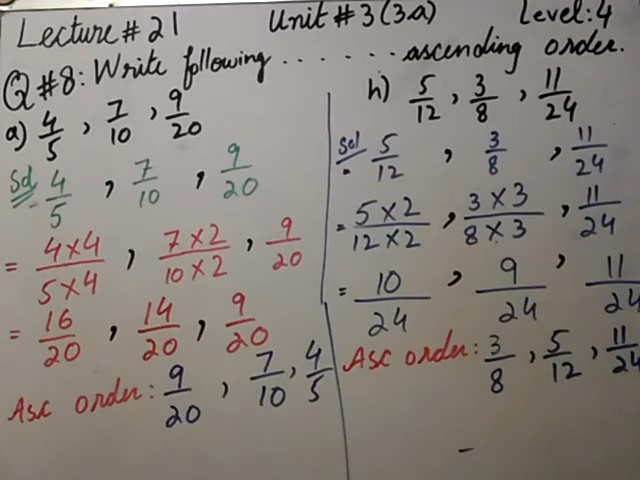 Lecture # 21 Unit # 3 (3.a) Level: 4
Q # 8: Write following . . . . . . ascending order.
a) 4/5 , 7/10 , 9/20
Sol 4/5 , 7/10 , 9/20
= 4×4/5×4 , 7×2/10×2 , 9/20
= 16/20 , 14/20 , 9/20
Asc order: 9/20 , 7/10 , 4/5
h) 5/12 , 3/8 , 11/24
Sol 5/12 , 3/8 , 11/24
= 5×2/12×2 , 3×3/8×3 , 11/24
= 10/24 , 9/24 , 11/24
Asc order: 3/8 , 5/12 , 11/24